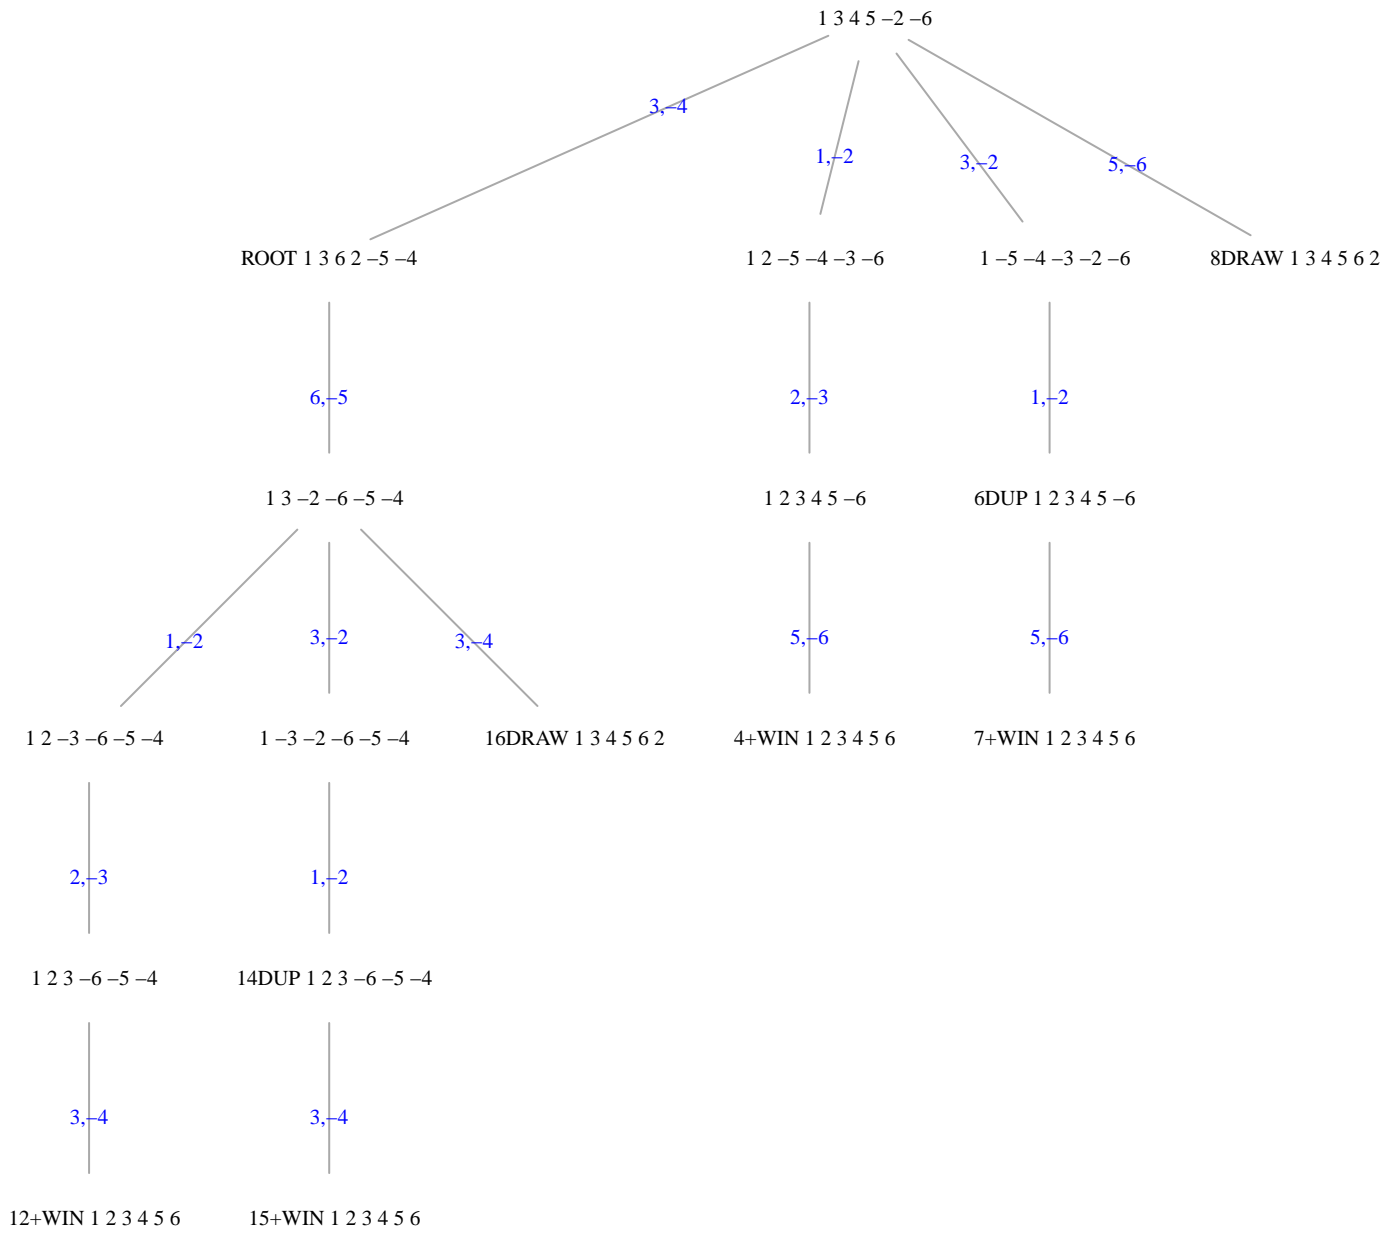 1 3 4 5 –2 –6
3,–4
1,–2
3,–2
5,–6
ROOT 1 3 6 2 –5 –4
1 2 –5 –4 –3 –6
1 –5 –4 –3 –2 –6
8DRAW 1 3 4 5 6 2
6,–5
2,–3
1,–2
1 3 –2 –6 –5 –4
1 2 3 4 5 –6
6DUP 1 2 3 4 5 –6
1,–2
3,–2
3,–4
5,–6
5,–6
1 2 –3 –6 –5 –4
1 –3 –2 –6 –5 –4
16DRAW 1 3 4 5 6 2
4+WIN 1 2 3 4 5 6
7+WIN 1 2 3 4 5 6
2,–3
1,–2
1 2 3 –6 –5 –4
14DUP 1 2 3 –6 –5 –4
3,–4
3,–4
12+WIN 1 2 3 4 5 6
15+WIN 1 2 3 4 5 6